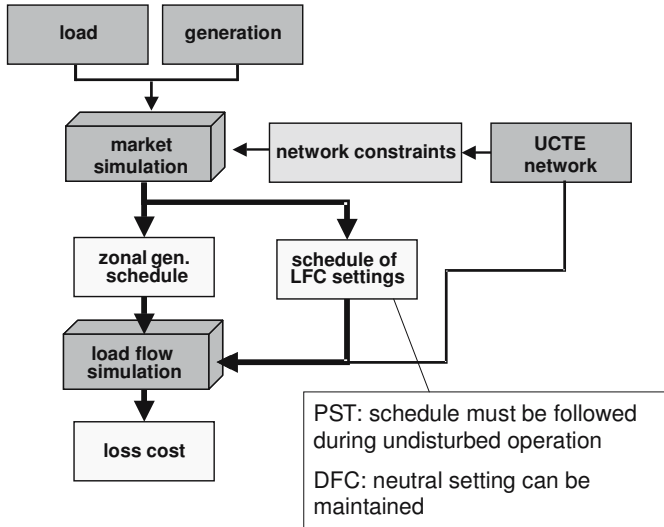 load
generation
market
simulation
network constraints
UCTE
network
zonal gen.
schedule
schedule of
LFC settings
load flow
simulation
loss cost
PST: schedule must be followed
during undisturbed operation
DFC: neutral setting can be
maintained